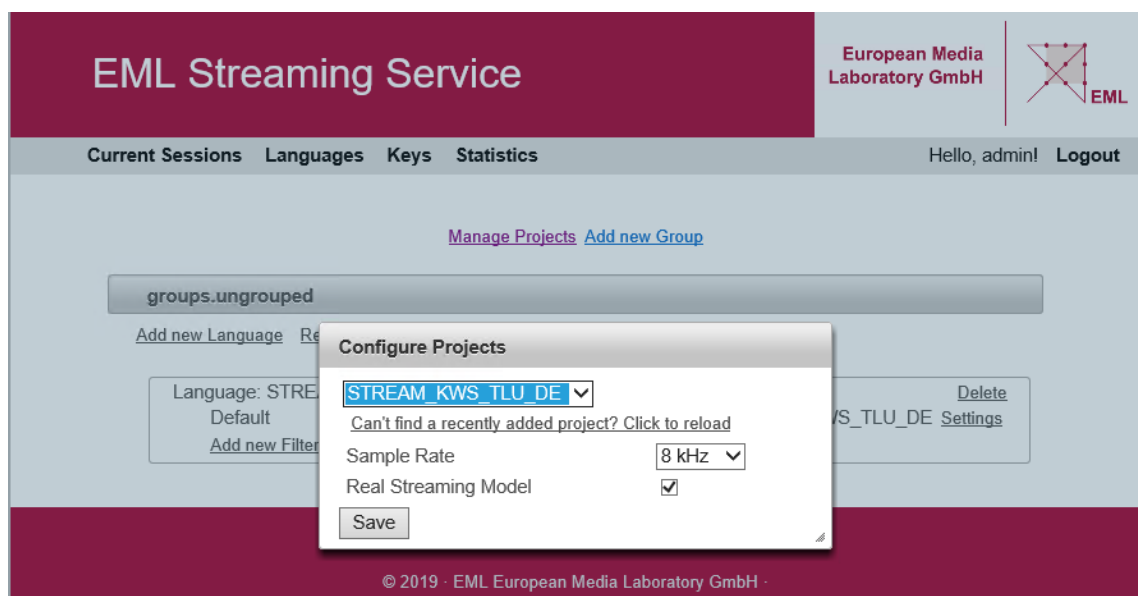 EML Streaming Service
European Media
Laboratory GmbH
EML
Current Sessions Languages Keys Statistics
Hello, admin! Logout
Manage Projects Add new Group
groups.ungrouped
Add new Language
Configure Projects
Language:
STREAM_KWS_TLU_DE
Delete
Default
Can't find a recently added project? Click to reload
_TLU_DE Settings
Add new Filter
Sample Rate 8 kHz
Real Streaming Model
Save
© 2019 · EML European Media Laboratory GmbH ·